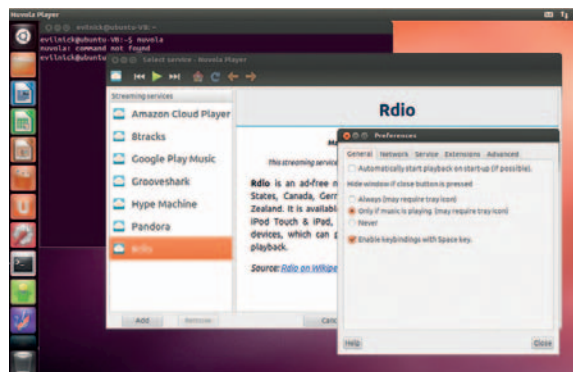 Nuvola Player
evilnick@ubuntu-VB: ~
evilnick@ubuntu-VB:~$ nuvola
nuvola: command not found
evilnick@ubuntu
Select service - Nuvola Player
Streaming services
Amazon Cloud Player
8tracks
Google Play Music
Grooveshark
Hype Machine
Pandora
Rdio
Add
Remove
Rdio
Ma
This streaming service
Rdio is an ad-free m
States, Canada, Germ
Zealand. It is availabl
iPod Touch & iPad,
devices, which can p
playback.
Source: Rdio on Wikipe
Canc
Preferences
General Network Service Extensions Advanced
Automatically start playback on start-up (if possible).
Hide window if close button is pressed
Always (may require tray icon)
Only if music is playing (may require tray icon)
Never
Enable keybindings with Space key.
Help
Close